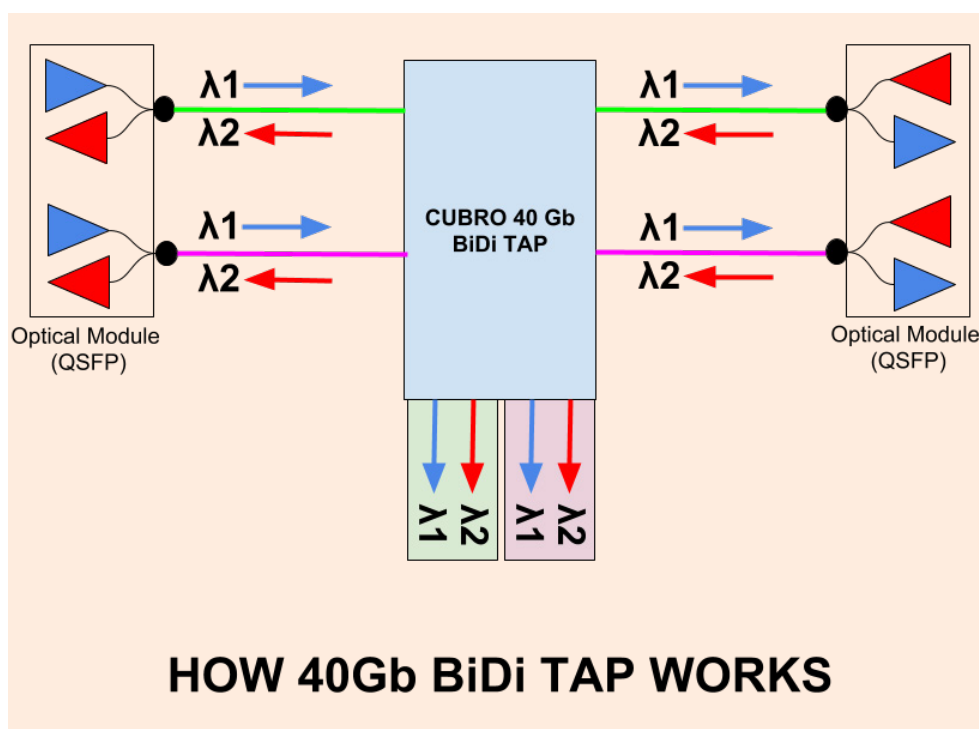 λ1
λ2
λ1
λ2
λ1
λ2
λ1
λ2
CUBRO 40 Gb
BiDi TAP
Optical Module
(QSFP)
Optical Module
(QSFP)
λ1
λ2
λ1
λ2
HOW 40Gb BiDi TAP WORKS